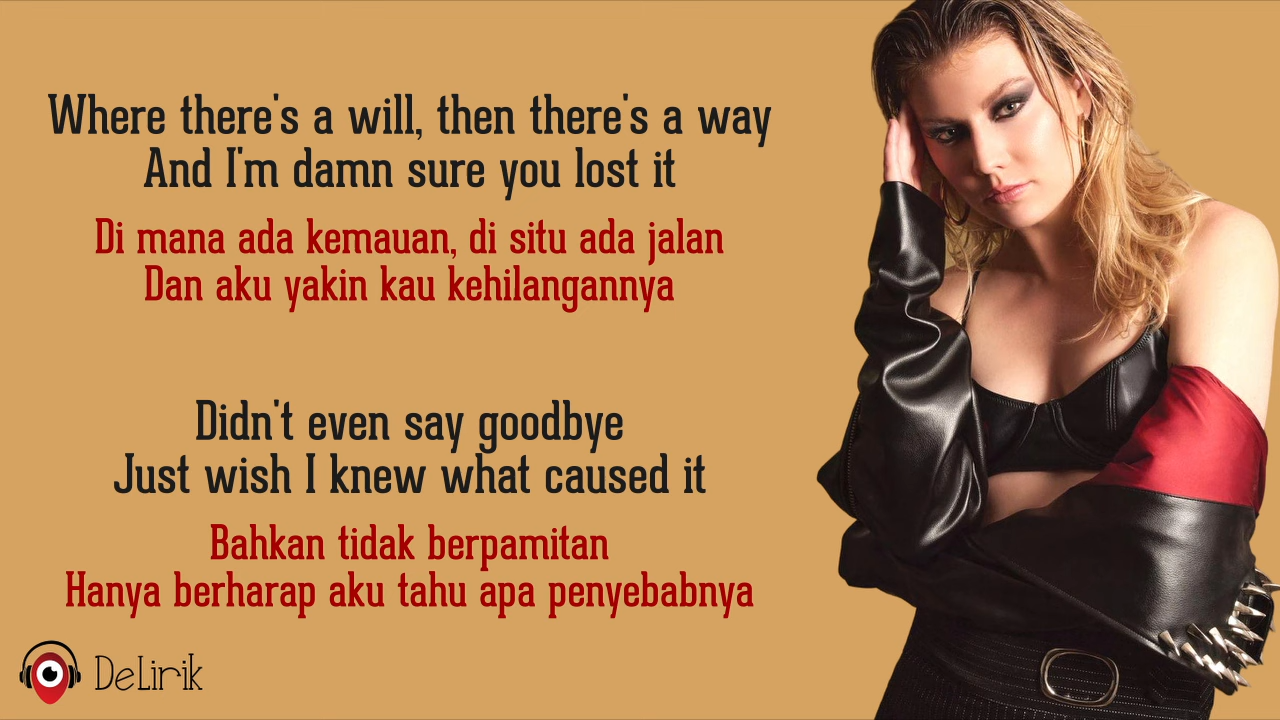 Where there's a will, then there's a way
And I'm damn sure you lost it
Di mana ada kemauan, di situ ada jalan
Dan aku yakin kau kehilangannya
Didn't even say goodbye
Just wish I knew what caused it
Bahkan tidak berpamitan
Hanya berharap aku tahu apa penyebabnya
DeLirik